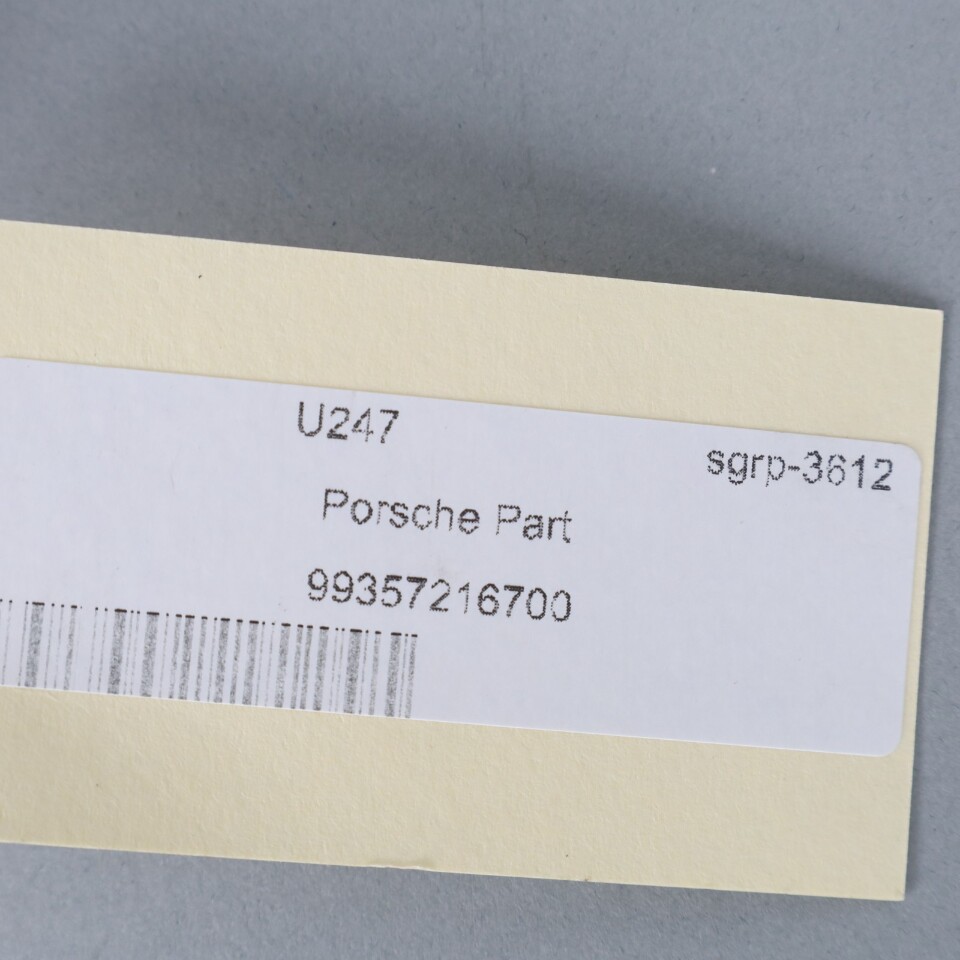 U247
sgrp-3612
Porsche Part
99357216700